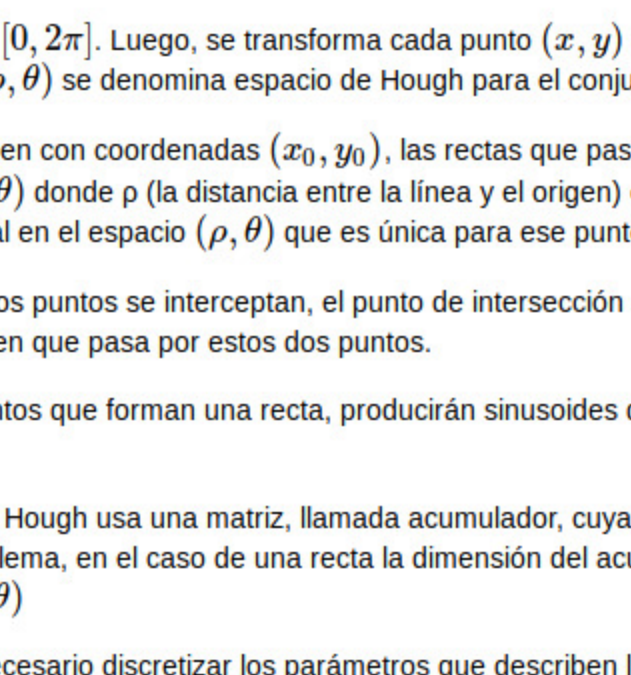 [0, 2π]. Luego, se transforma cada punto (x, y)
, θ) se denomina espacio de Hough para el conju
en con coordenadas (x₀, y₀), las rectas que pas
θ) donde ρ (la distancia entre la línea y el origen)
al en el espacio (ρ, θ) que es única para ese punt
os puntos se interceptan, el punto de intersección
en que pasa por estos dos puntos.
ntos que forman una recta, producirán sinusoides
Hough usa una matriz, llamada acumulador, cuya
lema, en el caso de una recta la dimensión del acu
θ)
ecesario discretizar los parámetros que describen l